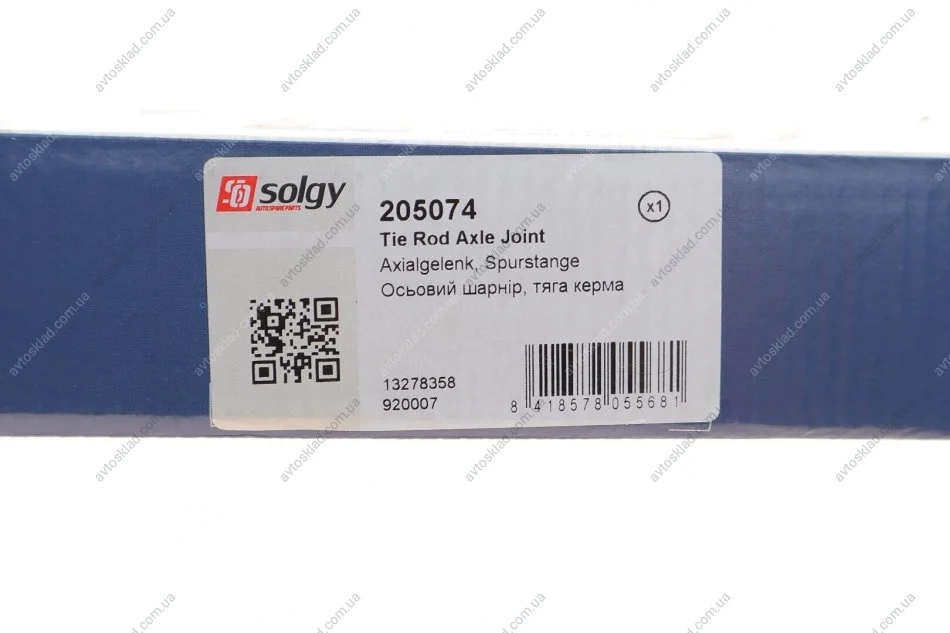 solgy
AUTO SPARE PARTS
205074
x1
Tie Rod Axle Joint
Axialgelenk, Spurstange
Осьовий шарнір, тяга керма
13278358
920007
8 418578 055681
avtosklad.com.ua